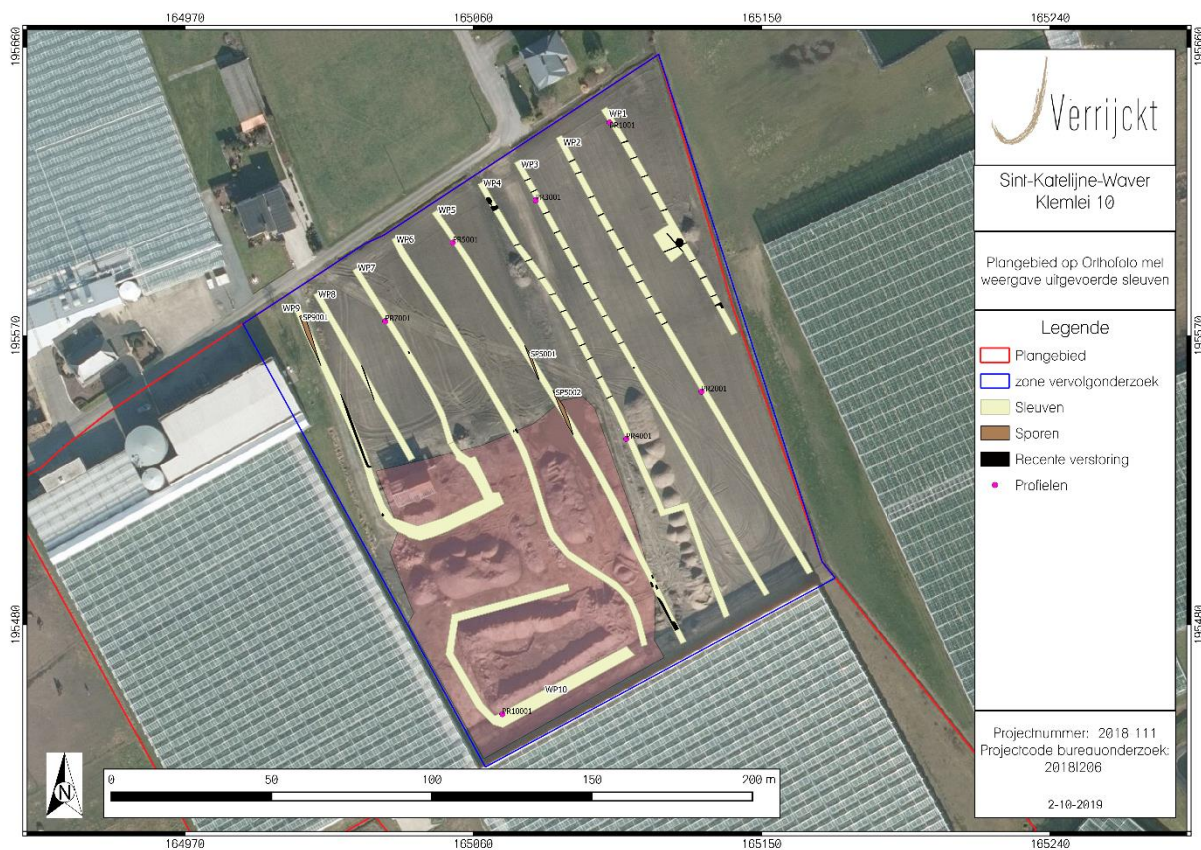 164970
165060
165150
165240
195660
195660
195570
195570
195480
195480
WP1
PR1001
WP2
WP3
PR3001
WP4
WP5
PR5001
WP6
WP7
PR7001
WP8
WP9
SP9001
SP5001
SP5002
PR2001
PR4001
WP10
PR10001
Verrijckt
Sint-Katelijne-Waver
Klemlei 10
Plangebied op Orthofoto met
weergave uitgevoerde sleuven
Legende
Plangebied
zone vervolgonderzoek
Sleuven
Sporen
Recente verstoring
Profielen
Projectnummer: 2018 111
Projectcode bureauonderzoek:
2018I206
2-10-2019
N
0 50 100 150 200 m
164970
165060
165150
165240